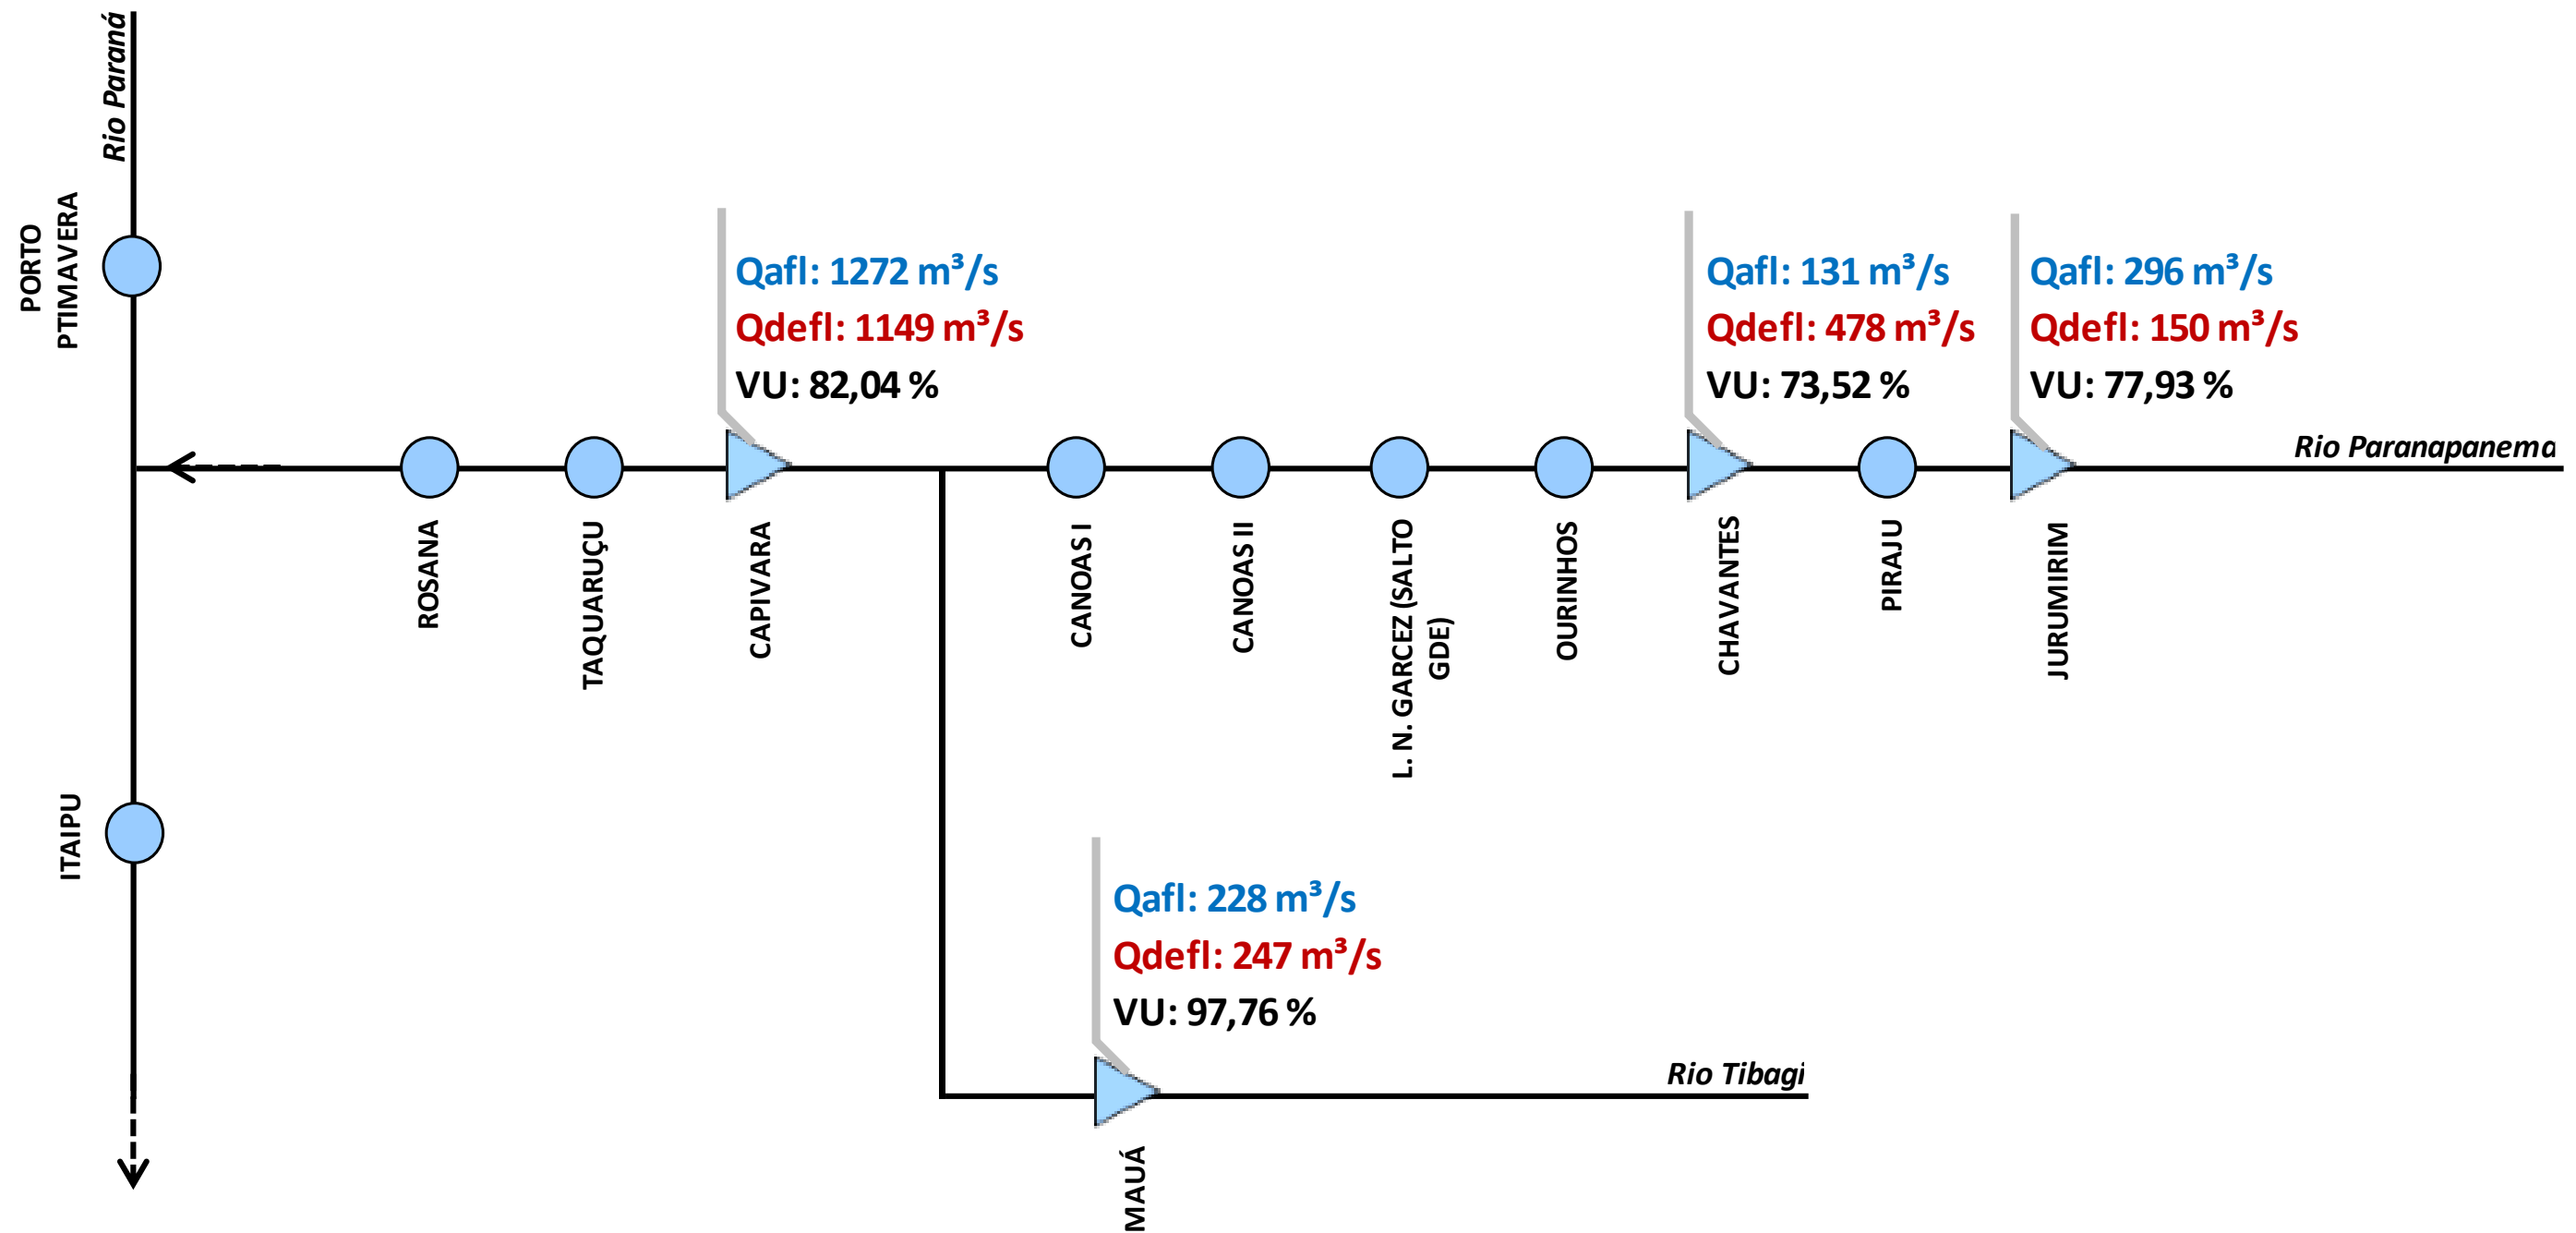 Rio Paraná
PORTO
PTIMAVERA
Qafl: 1272 m³/s
Qdefl: 1149 m³/s
VU: 82,04 %
Qafl: 131 m³/s
Qdefl: 478 m³/s
VU: 73,52 %
Qafl: 296 m³/s
Qdefl: 150 m³/s
VU: 77,93 %
Rio Paranapanema
ROSANA
TAQUARUÇU
CAPIVARA
CANOAS I
CANOAS II
L. N. GARCEZ (SALTO
GDE)
OURINHOS
CHAVANTES
PIRAJU
JURUMIRIM
ITAIPU
Qafl: 228 m³/s
Qdefl: 247 m³/s
VU: 97,76 %
Rio Tibagi
MAUÁ